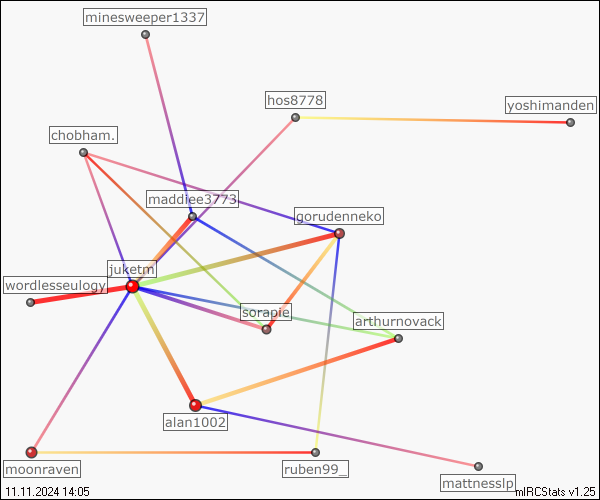 minesweeper1337
hos8778
yoshimanden
chobham.
maddiee3773
gorudenneko
juketm
wordlesseulogy
sorapie
arthurnovack
alan1002
moonraven
ruben99_
mattnesslp
11.11.2024 14:05
mIRCStats v1.25